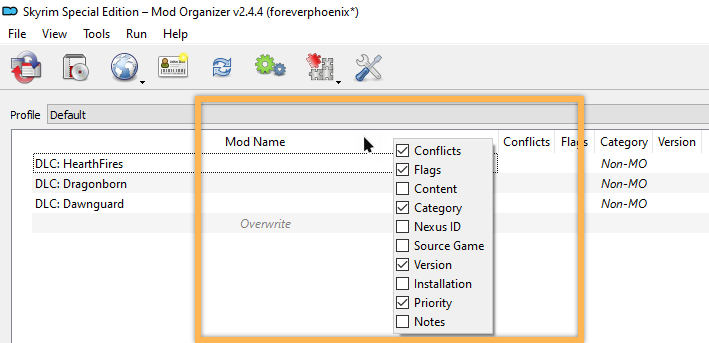 Skyrim Special Edition – Mod Organizer v2.4.4 (foreverphoenix*)
File View Tools Run Help
Profile Default
Mod Name Conflicts Flags Category Version
DLC: HearthFires Non-MO
DLC: Dragonborn Non-MO
DLC: Dawnguard Non-MO
Overwrite
Conflicts
Flags
Content
Category
Nexus ID
Source Game
Version
Installation
Priority
Notes